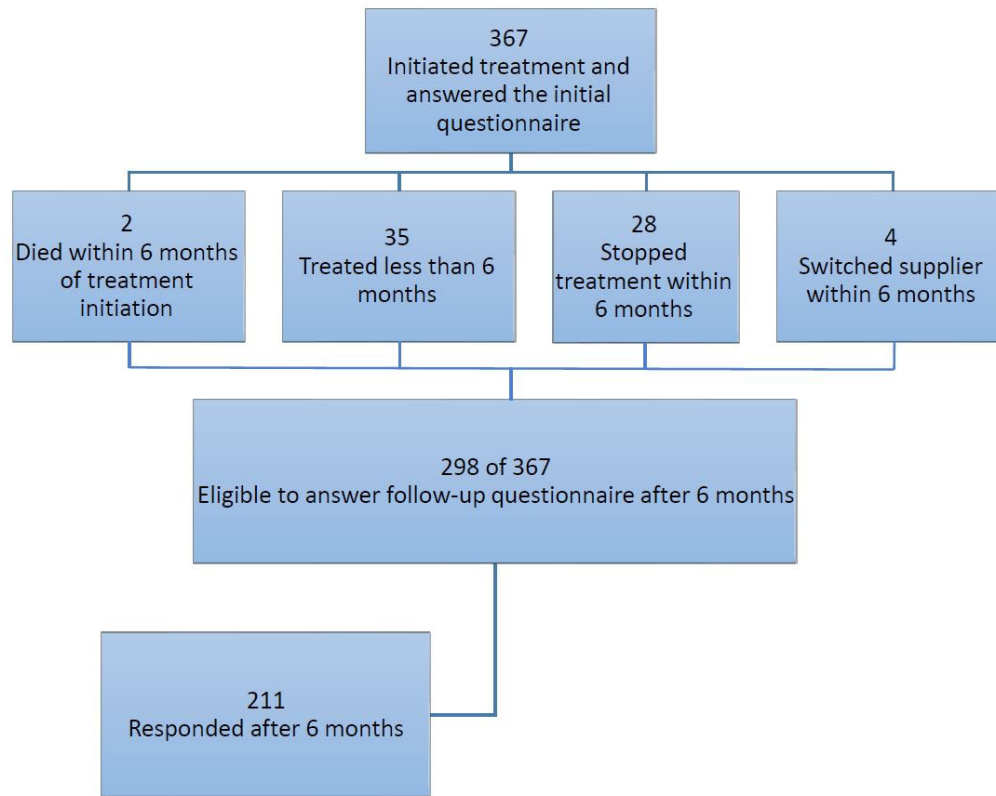 367
Initiated treatment and
answered the initial
questionnaire
2
Died within 6 months
of treatment
initiation
35
Treated less than 6
months
28
Stopped
treatment within
6 months
4
Switched supplier
within 6 months
298 of 367
Eligible to answer follow-up questionnaire after 6 months
211
Responded after 6 months